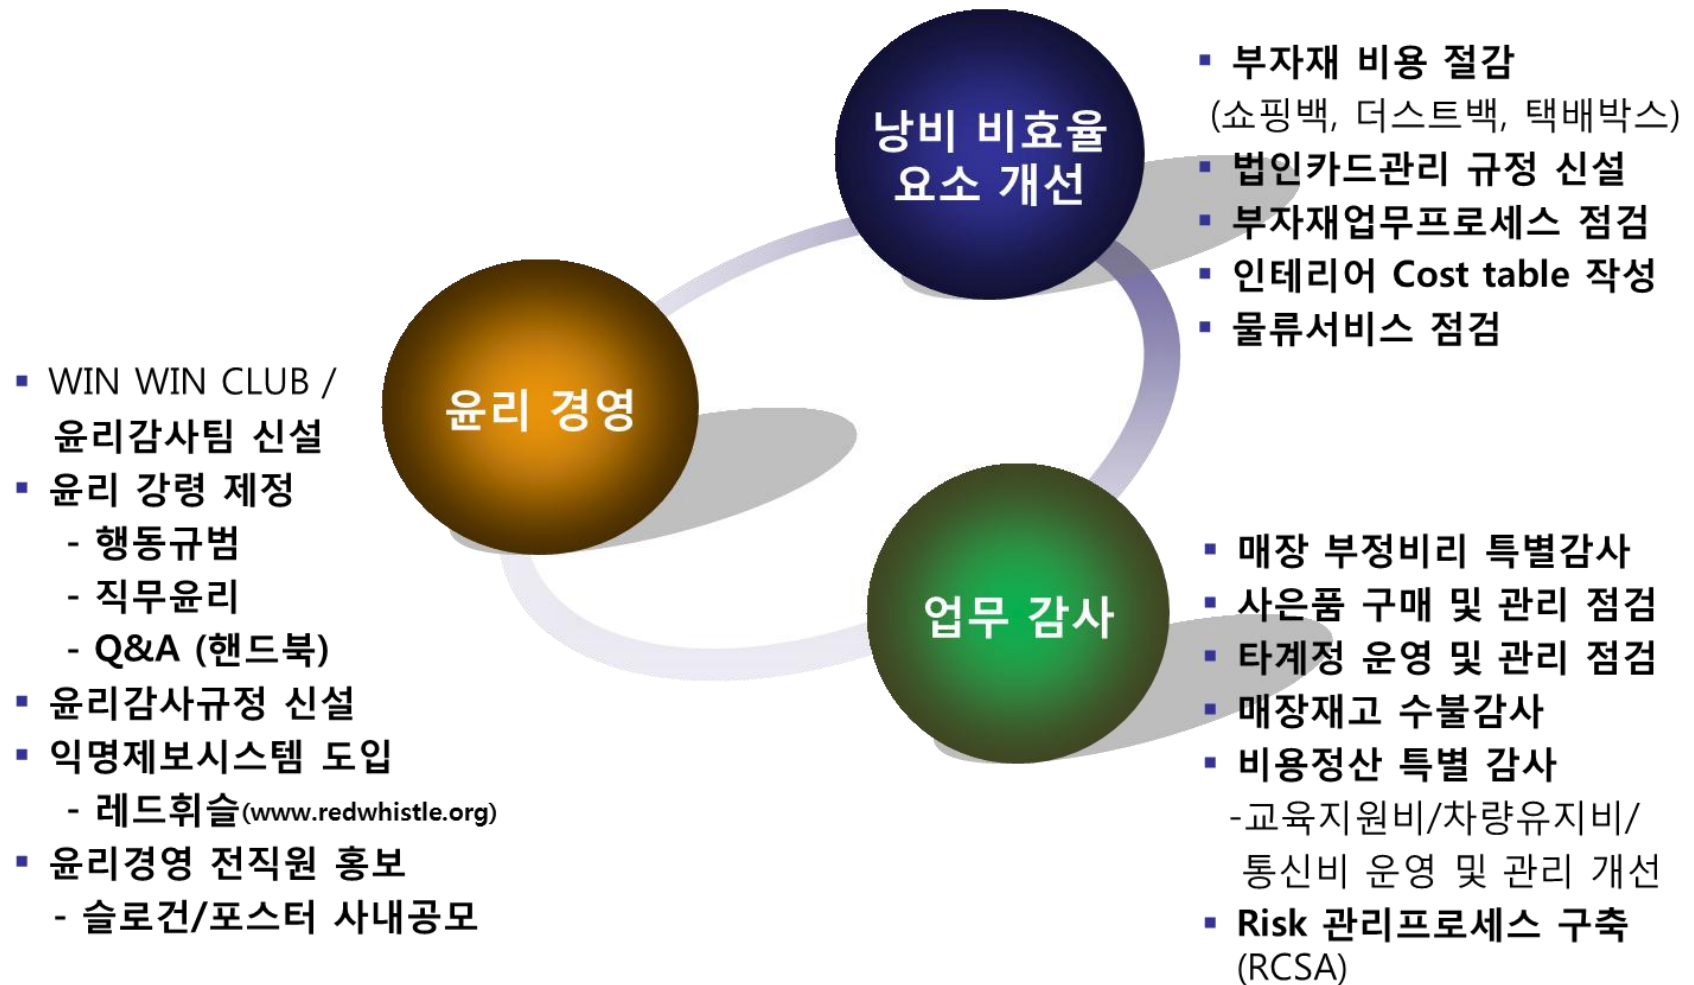 낭비 비효율
요소 개선
▪ 부자재 비용 절감
(쇼핑백, 더스트백, 택배박스)
▪ 법인카드관리 규정 신설
▪ 부자재업무프로세스 점검
▪ 인테리어 Cost table 작성
▪ 물류서비스 점검
윤리 경영
▪ WIN WIN CLUB /
윤리감사팀 신설
▪ 윤리 강령 제정
- 행동규범
- 직무윤리
- Q&A (핸드북)
▪ 윤리감사규정 신설
▪ 익명제보시스템 도입
- 레드휘슬(www.redwhistle.org)
▪ 윤리경영 전직원 홍보
- 슬로건/포스터 사내공모
업무 감사
▪ 매장 부정비리 특별감사
▪ 사은품 구매 및 관리 점검
▪ 타계정 운영 및 관리 점검
▪ 매장재고 수불감사
▪ 비용정산 특별 감사
-교육지원비/차량유지비/
통신비 운영 및 관리 개선
▪ Risk 관리프로세스 구축
(RCSA)